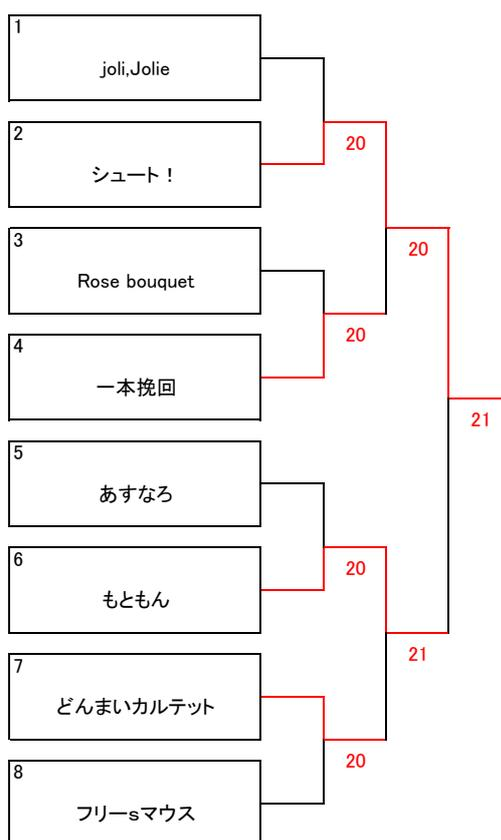 1
joli,Jolie
2
シュート！
20
20
3
Rose bouquet
20
4
一本挽回
21
5
あすなろ
6
もともん
20
21
7
どんまいカルテット
20
8
フリーsマウス